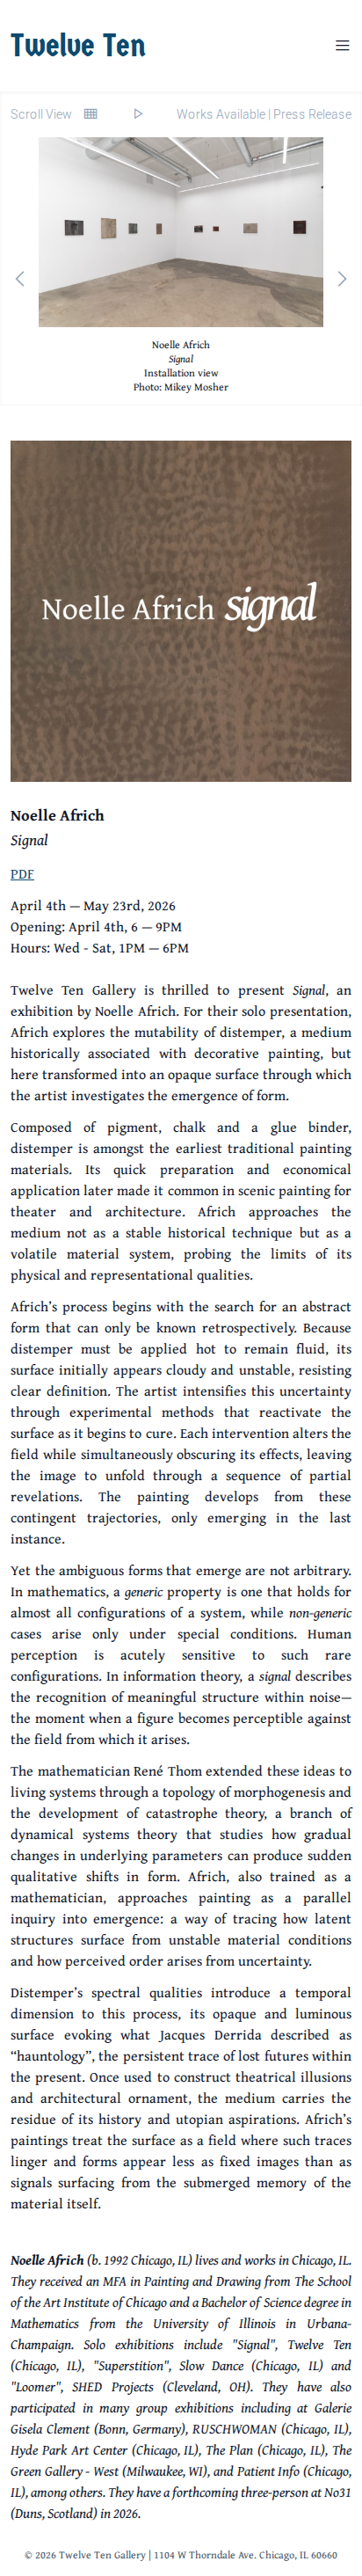 Twelve Ten
Scroll View
Works Available | Press Release
Noelle Africh
Signal
Installation view
Photo: Mikey Mosher
Noelle Africh signal
Noelle Africh
Signal
PDF
April 4th — May 23rd, 2026
Opening: April 4th, 6 — 9PM
Hours: Wed - Sat, 1PM — 6PM
Twelve Ten Gallery is thrilled to present Signal, an
exhibition by Noelle Africh. For their solo presentation,
Africh explores the mutability of distemper, a medium
historically associated with decorative painting, but
here transformed into an opaque surface through which
the artist investigates the emergence of form.
Composed of pigment, chalk and a glue binder,
distemper is amongst the earliest traditional painting
materials. Its quick preparation and economical
application later made it common in scenic painting for
theater and architecture. Africh approaches the
medium not as a stable historical technique but as a
volatile material system, probing the limits of its
physical and representational qualities.
Africh’s process begins with the search for an abstract
form that can only be known retrospectively. Because
distemper must be applied hot to remain fluid, its
surface initially appears cloudy and unstable, resisting
clear definition. The artist intensifies this uncertainty
through experimental methods that reactivate the
surface as it begins to cure. Each intervention alters the
field while simultaneously obscuring its effects, leaving
the image to unfold through a sequence of partial
revelations. The painting develops from these
contingent trajectories, only emerging in the last
instance.
Yet the ambiguous forms that emerge are not arbitrary.
In mathematics, a generic property is one that holds for
almost all configurations of a system, while non-generic
cases arise only under special conditions. Human
perception is acutely sensitive to such rare
configurations. In information theory, a signal describes
the recognition of meaningful structure within noise—
the moment when a figure becomes perceptible against
the field from which it arises.
The mathematician René Thom extended these ideas to
living systems through a topology of morphogenesis and
the development of catastrophe theory, a branch of
dynamical systems theory that studies how gradual
changes in underlying parameters can produce sudden
qualitative shifts in form. Africh, also trained as a
mathematician, approaches painting as a parallel
inquiry into emergence: a way of tracing how latent
structures surface from unstable material conditions
and how perceived order arises from uncertainty.
Distemper’s spectral qualities introduce a temporal
dimension to this process, its opaque and luminous
surface evoking what Jacques Derrida described as
“hauntology”, the persistent trace of lost futures within
the present. Once used to construct theatrical illusions
and architectural ornament, the medium carries the
residue of its history and utopian aspirations. Africh’s
paintings treat the surface as a field where such traces
linger and forms appear less as fixed images than as
signals surfacing from the submerged memory of the
material itself.
Noelle Africh (b. 1992 Chicago, IL) lives and works in Chicago, IL.
They received an MFA in Painting and Drawing from The School
of the Art Institute of Chicago and a Bachelor of Science degree in
Mathematics from the University of Illinois in Urbana-
Champaign. Solo exhibitions include "Signal", Twelve Ten
(Chicago, IL), "Superstition", Slow Dance (Chicago, IL) and
"Loomer", SHED Projects (Cleveland, OH). They have also
participated in many group exhibitions including at Galerie
Gisela Clement (Bonn, Germany), RUSCHWOMAN (Chicago, IL),
Hyde Park Art Center (Chicago, IL), The Plan (Chicago, IL), The
Green Gallery - West (Milwaukee, WI), and Patient Info (Chicago,
IL), among others. They have a forthcoming three-person at No31
(Duns, Scotland) in 2026.
© 2026 Twelve Ten Gallery | 1104 W Thorndale Ave. Chicago, IL 60660